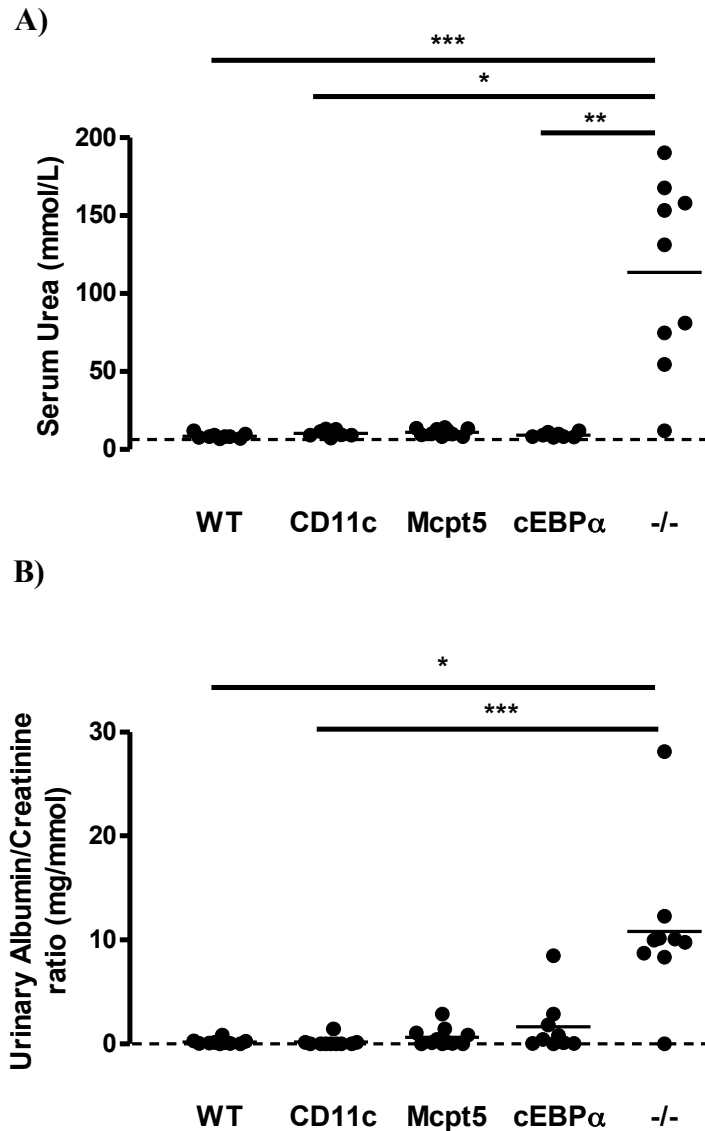 A)
***
*
**
200
150
100
50
0
Serum Urea (mmol/L)
WT CD11c Mcpt5 cEBPα -/-
B)
*
***
30
20
10
0
Urinary Albumin/Creatinine
ratio (mg/mmol)
WT CD11c Mcpt5 cEBPα -/-